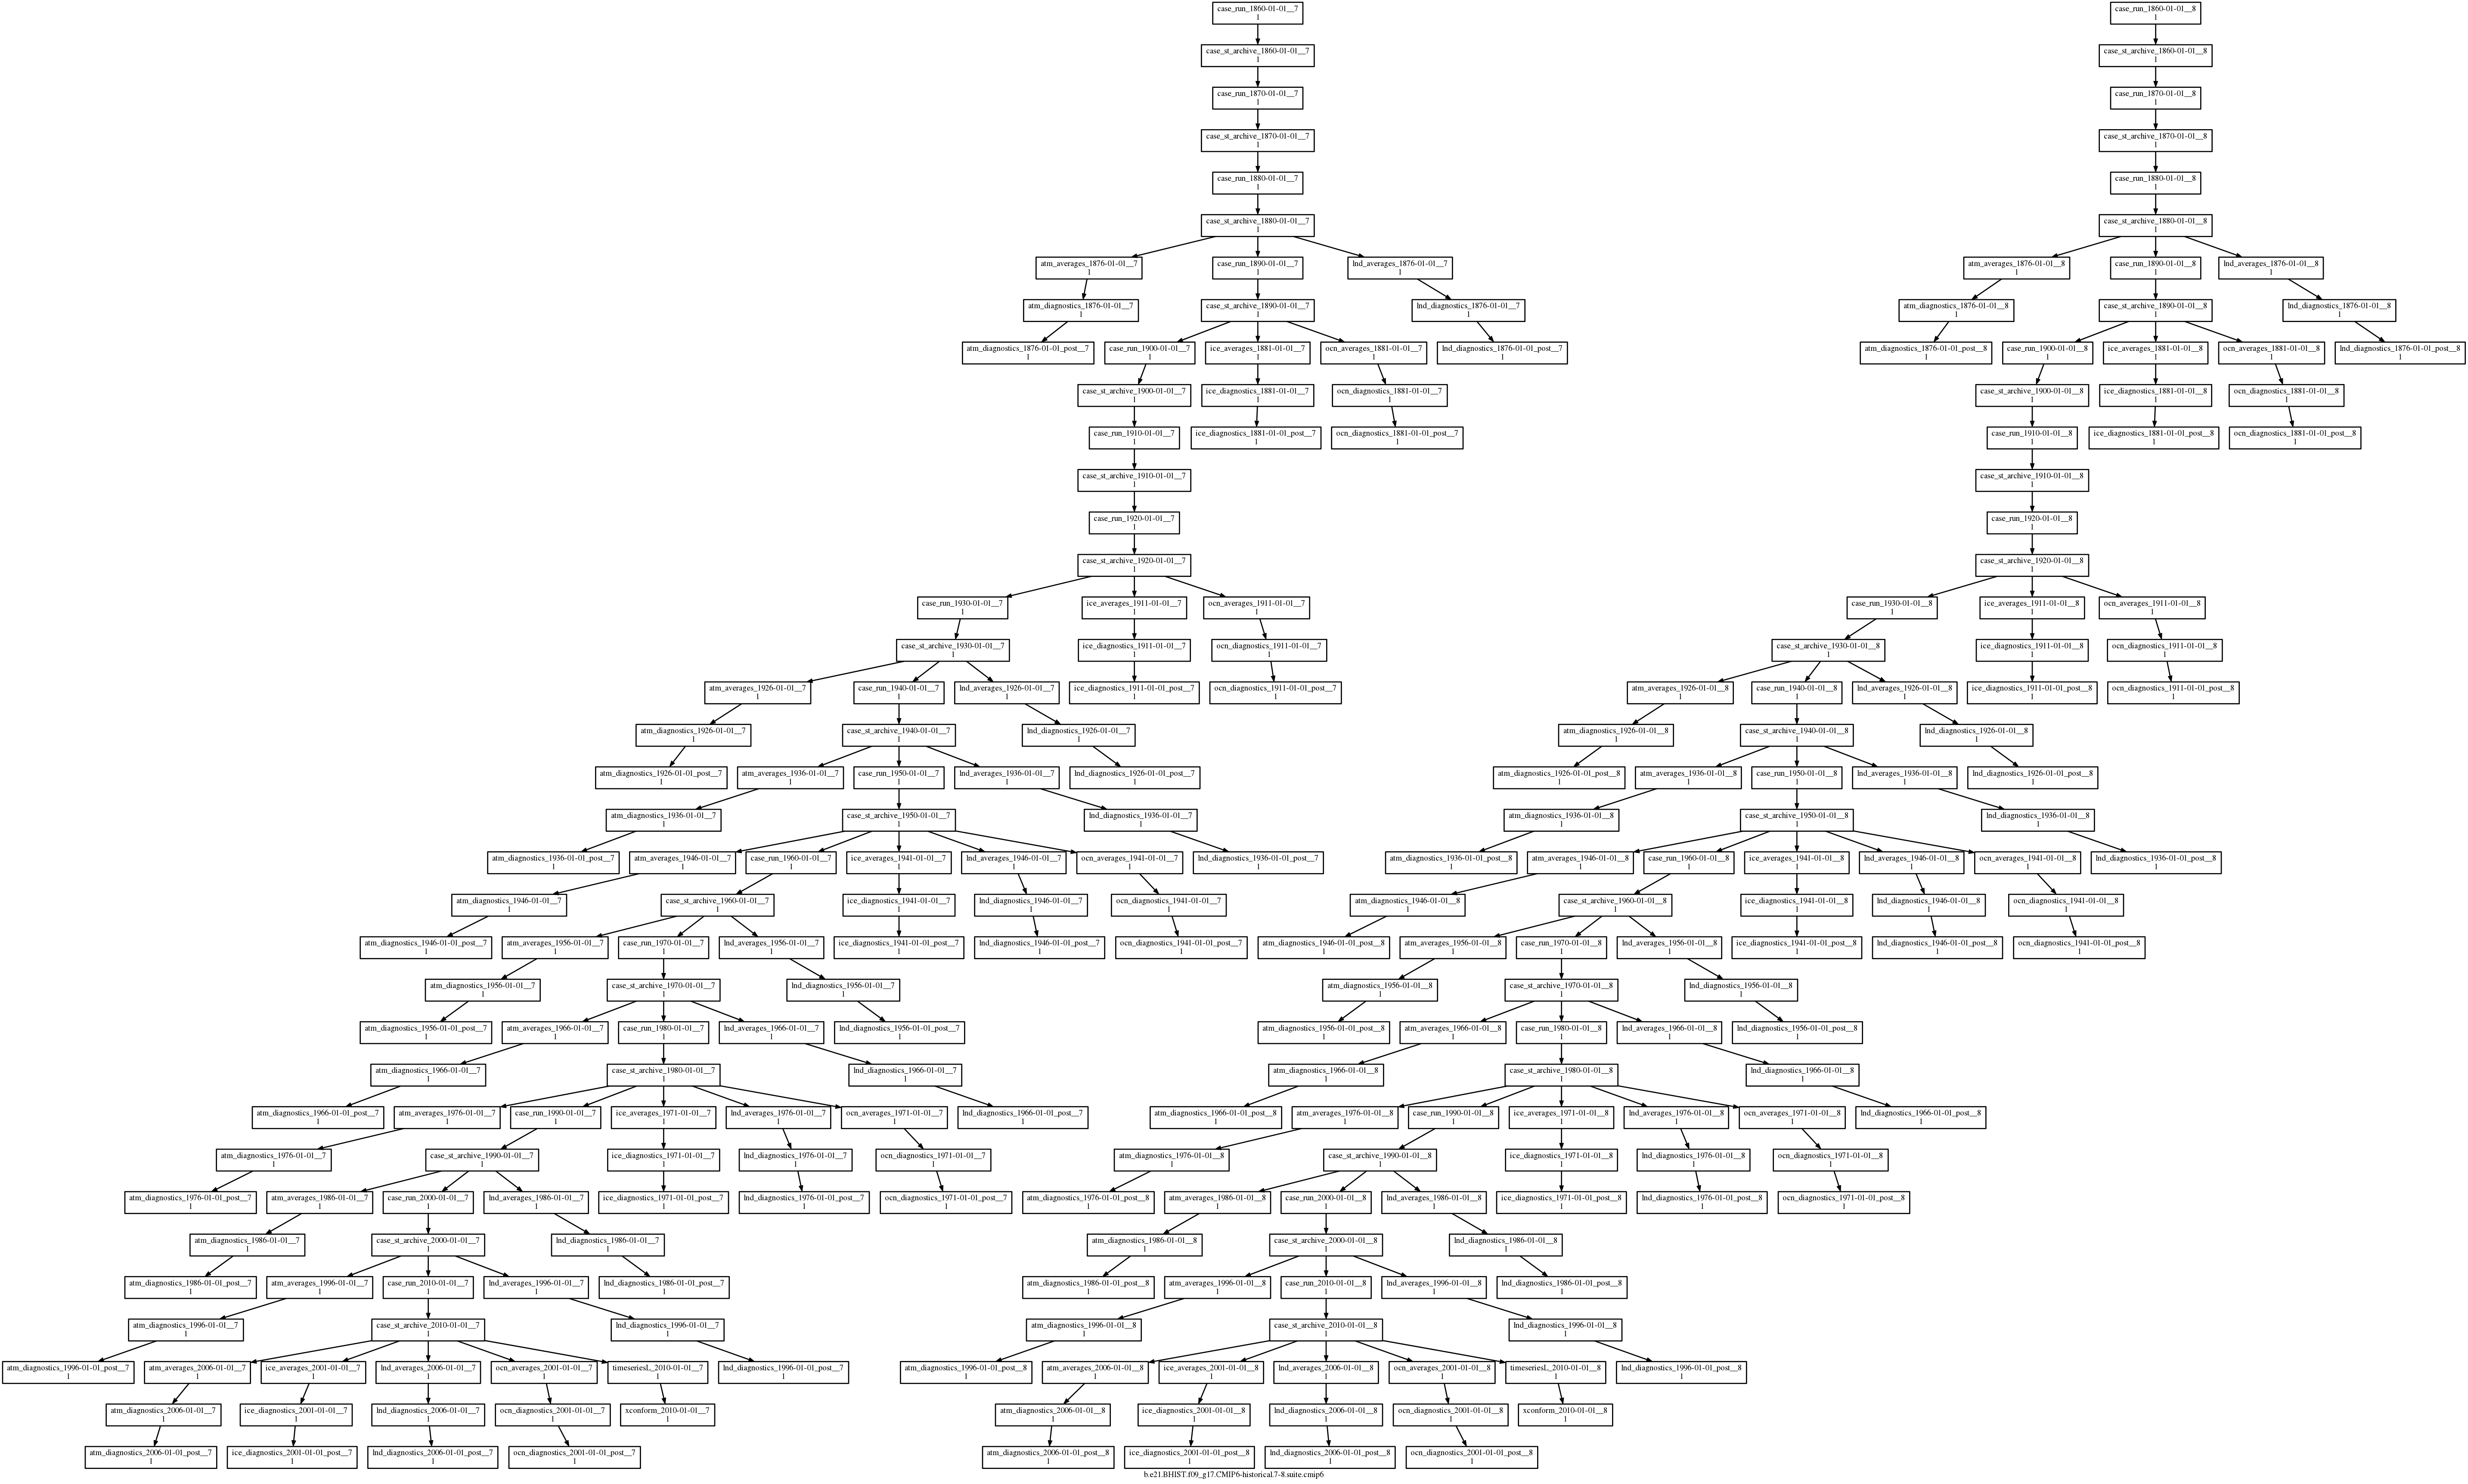 case_run_1860-01-01__7
1
case_run_1860-01-01__8
1
case_st_archive_1860-01-01__7
1
case_st_archive_1860-01-01__8
1
case_run_1870-01-01__7
1
case_run_1870-01-01__8
1
case_st_archive_1870-01-01__7
1
case_st_archive_1870-01-01__8
1
case_run_1880-01-01__7
1
case_run_1880-01-01__8
1
case_st_archive_1880-01-01__7
1
case_st_archive_1880-01-01__8
1
atm_averages_1876-01-01__7
1
case_run_1890-01-01__7
1
lnd_averages_1876-01-01__7
1
atm_averages_1876-01-01__8
1
case_run_1890-01-01__8
1
lnd_averages_1876-01-01__8
1
atm_diagnostics_1876-01-01__7
1
case_st_archive_1890-01-01__7
1
lnd_diagnostics_1876-01-01__7
1
atm_diagnostics_1876-01-01__8
1
case_st_archive_1890-01-01__8
1
lnd_diagnostics_1876-01-01__8
1
atm_diagnostics_1876-01-01_post__7
1
case_run_1900-01-01__7
1
ice_averages_1881-01-01__7
1
ocn_averages_1881-01-01__7
1
lnd_diagnostics_1876-01-01_post__7
1
atm_diagnostics_1876-01-01_post__8
1
case_run_1900-01-01__8
1
ice_averages_1881-01-01__8
1
ocn_averages_1881-01-01__8
1
lnd_diagnostics_1876-01-01_post__8
1
case_st_archive_1900-01-01__7
1
ice_diagnostics_1881-01-01__7
1
ocn_diagnostics_1881-01-01__7
1
case_st_archive_1900-01-01__8
1
ice_diagnostics_1881-01-01__8
1
ocn_diagnostics_1881-01-01__8
1
case_run_1910-01-01__7
1
ice_diagnostics_1881-01-01_post__7
1
ocn_diagnostics_1881-01-01_post__7
1
case_run_1910-01-01__8
1
ice_diagnostics_1881-01-01_post__8
1
ocn_diagnostics_1881-01-01_post__8
1
case_st_archive_1910-01-01__7
1
case_st_archive_1910-01-01__8
1
case_run_1920-01-01__7
1
case_run_1920-01-01__8
1
case_st_archive_1920-01-01__7
1
case_st_archive_1920-01-01__8
1
case_run_1930-01-01__7
1
ice_averages_1911-01-01__7
1
ocn_averages_1911-01-01__7
1
case_run_1930-01-01__8
1
ice_averages_1911-01-01__8
1
ocn_averages_1911-01-01__8
1
case_st_archive_1930-01-01__7
1
ice_diagnostics_1911-01-01__7
1
ocn_diagnostics_1911-01-01__7
1
case_st_archive_1930-01-01__8
1
ice_diagnostics_1911-01-01__8
1
ocn_diagnostics_1911-01-01__8
1
atm_averages_1926-01-01__7
1
case_run_1940-01-01__7
1
lnd_averages_1926-01-01__7
1
ice_diagnostics_1911-01-01_post__7
1
ocn_diagnostics_1911-01-01_post__7
1
atm_averages_1926-01-01__8
1
case_run_1940-01-01__8
1
lnd_averages_1926-01-01__8
1
ice_diagnostics_1911-01-01_post__8
1
ocn_diagnostics_1911-01-01_post__8
1
atm_diagnostics_1926-01-01__7
1
case_st_archive_1940-01-01__7
1
lnd_diagnostics_1926-01-01__7
1
atm_diagnostics_1926-01-01__8
1
case_st_archive_1940-01-01__8
1
lnd_diagnostics_1926-01-01__8
1
atm_diagnostics_1926-01-01_post__7
1
atm_averages_1936-01-01__7
1
case_run_1950-01-01__7
1
lnd_averages_1936-01-01__7
1
lnd_diagnostics_1926-01-01_post__7
1
atm_diagnostics_1926-01-01_post__8
1
atm_averages_1936-01-01__8
1
case_run_1950-01-01__8
1
lnd_averages_1936-01-01__8
1
lnd_diagnostics_1926-01-01_post__8
1
atm_diagnostics_1936-01-01__7
1
case_st_archive_1950-01-01__7
1
lnd_diagnostics_1936-01-01__7
1
atm_diagnostics_1936-01-01__8
1
case_st_archive_1950-01-01__8
1
lnd_diagnostics_1936-01-01__8
1
atm_diagnostics_1936-01-01_post__7
1
atm_averages_1946-01-01__7
1
case_run_1960-01-01__7
1
ice_averages_1941-01-01__7
1
lnd_averages_1946-01-01__7
1
ocn_averages_1941-01-01__7
1
lnd_diagnostics_1936-01-01_post__7
1
atm_diagnostics_1936-01-01_post__8
1
atm_averages_1946-01-01__8
1
case_run_1960-01-01__8
1
ice_averages_1941-01-01__8
1
lnd_averages_1946-01-01__8
1
ocn_averages_1941-01-01__8
1
lnd_diagnostics_1936-01-01_post__8
1
atm_diagnostics_1946-01-01__7
1
case_st_archive_1960-01-01__7
1
ice_diagnostics_1941-01-01__7
1
lnd_diagnostics_1946-01-01__7
1
ocn_diagnostics_1941-01-01__7
1
atm_diagnostics_1946-01-01__8
1
case_st_archive_1960-01-01__8
1
ice_diagnostics_1941-01-01__8
1
lnd_diagnostics_1946-01-01__8
1
ocn_diagnostics_1941-01-01__8
1
atm_diagnostics_1946-01-01_post__7
1
atm_averages_1956-01-01__7
1
case_run_1970-01-01__7
1
lnd_averages_1956-01-01__7
1
ice_diagnostics_1941-01-01_post__7
1
lnd_diagnostics_1946-01-01_post__7
1
ocn_diagnostics_1941-01-01_post__7
1
atm_diagnostics_1946-01-01_post__8
1
atm_averages_1956-01-01__8
1
case_run_1970-01-01__8
1
lnd_averages_1956-01-01__8
1
ice_diagnostics_1941-01-01_post__8
1
lnd_diagnostics_1946-01-01_post__8
1
ocn_diagnostics_1941-01-01_post__8
1
atm_diagnostics_1956-01-01__7
1
case_st_archive_1970-01-01__7
1
lnd_diagnostics_1956-01-01__7
1
atm_diagnostics_1956-01-01__8
1
case_st_archive_1970-01-01__8
1
lnd_diagnostics_1956-01-01__8
1
atm_diagnostics_1956-01-01_post__7
1
atm_averages_1966-01-01__7
1
case_run_1980-01-01__7
1
lnd_averages_1966-01-01__7
1
lnd_diagnostics_1956-01-01_post__7
1
atm_diagnostics_1956-01-01_post__8
1
atm_averages_1966-01-01__8
1
case_run_1980-01-01__8
1
lnd_averages_1966-01-01__8
1
lnd_diagnostics_1956-01-01_post__8
1
atm_diagnostics_1966-01-01__7
1
case_st_archive_1980-01-01__7
1
lnd_diagnostics_1966-01-01__7
1
atm_diagnostics_1966-01-01__8
1
case_st_archive_1980-01-01__8
1
lnd_diagnostics_1966-01-01__8
1
atm_diagnostics_1966-01-01_post__7
1
atm_averages_1976-01-01__7
1
case_run_1990-01-01__7
1
ice_averages_1971-01-01__7
1
lnd_averages_1976-01-01__7
1
ocn_averages_1971-01-01__7
1
lnd_diagnostics_1966-01-01_post__7
1
atm_diagnostics_1966-01-01_post__8
1
atm_averages_1976-01-01__8
1
case_run_1990-01-01__8
1
ice_averages_1971-01-01__8
1
lnd_averages_1976-01-01__8
1
ocn_averages_1971-01-01__8
1
lnd_diagnostics_1966-01-01_post__8
1
atm_diagnostics_1976-01-01__7
1
case_st_archive_1990-01-01__7
1
ice_diagnostics_1971-01-01__7
1
lnd_diagnostics_1976-01-01__7
1
ocn_diagnostics_1971-01-01__7
1
atm_diagnostics_1976-01-01__8
1
case_st_archive_1990-01-01__8
1
ice_diagnostics_1971-01-01__8
1
lnd_diagnostics_1976-01-01__8
1
ocn_diagnostics_1971-01-01__8
1
atm_diagnostics_1976-01-01_post__7
1
atm_averages_1986-01-01__7
1
case_run_2000-01-01__7
1
lnd_averages_1986-01-01__7
1
ice_diagnostics_1971-01-01_post__7
1
lnd_diagnostics_1976-01-01_post__7
1
ocn_diagnostics_1971-01-01_post__7
1
atm_diagnostics_1976-01-01_post__8
1
atm_averages_1986-01-01__8
1
case_run_2000-01-01__8
1
lnd_averages_1986-01-01__8
1
ice_diagnostics_1971-01-01_post__8
1
lnd_diagnostics_1976-01-01_post__8
1
ocn_diagnostics_1971-01-01_post__8
1
atm_diagnostics_1986-01-01__7
1
case_st_archive_2000-01-01__7
1
lnd_diagnostics_1986-01-01__7
1
atm_diagnostics_1986-01-01__8
1
case_st_archive_2000-01-01__8
1
lnd_diagnostics_1986-01-01__8
1
atm_diagnostics_1986-01-01_post__7
1
atm_averages_1996-01-01__7
1
case_run_2010-01-01__7
1
lnd_averages_1996-01-01__7
1
lnd_diagnostics_1986-01-01_post__7
1
atm_diagnostics_1986-01-01_post__8
1
atm_averages_1996-01-01__8
1
case_run_2010-01-01__8
1
lnd_averages_1996-01-01__8
1
lnd_diagnostics_1986-01-01_post__8
1
atm_diagnostics_1996-01-01__7
1
case_st_archive_2010-01-01__7
1
lnd_diagnostics_1996-01-01__7
1
atm_diagnostics_1996-01-01__8
1
case_st_archive_2010-01-01__8
1
lnd_diagnostics_1996-01-01__8
1
atm_diagnostics_1996-01-01_post__7
1
atm_averages_2006-01-01__7
1
ice_averages_2001-01-01__7
1
lnd_averages_2006-01-01__7
1
ocn_averages_2001-01-01__7
1
timeseriesL_2010-01-01__7
1
lnd_diagnostics_1996-01-01_post__7
1
atm_diagnostics_1996-01-01_post__8
1
atm_averages_2006-01-01__8
1
ice_averages_2001-01-01__8
1
lnd_averages_2006-01-01__8
1
ocn_averages_2001-01-01__8
1
timeseriesL_2010-01-01__8
1
lnd_diagnostics_1996-01-01_post__8
1
atm_diagnostics_2006-01-01__7
1
ice_diagnostics_2001-01-01__7
1
lnd_diagnostics_2006-01-01__7
1
ocn_diagnostics_2001-01-01__7
1
xconform_2010-01-01__7
1
atm_diagnostics_2006-01-01__8
1
ice_diagnostics_2001-01-01__8
1
lnd_diagnostics_2006-01-01__8
1
ocn_diagnostics_2001-01-01__8
1
xconform_2010-01-01__8
1
atm_diagnostics_2006-01-01_post__7
1
ice_diagnostics_2001-01-01_post__7
1
lnd_diagnostics_2006-01-01_post__7
1
ocn_diagnostics_2001-01-01_post__7
1
atm_diagnostics_2006-01-01_post__8
1
ice_diagnostics_2001-01-01_post__8
1
lnd_diagnostics_2006-01-01_post__8
1
ocn_diagnostics_2001-01-01_post__8
1
b.e21.BHIST.f09_g17.CMIP6-historical.7-8.suite.cmip6